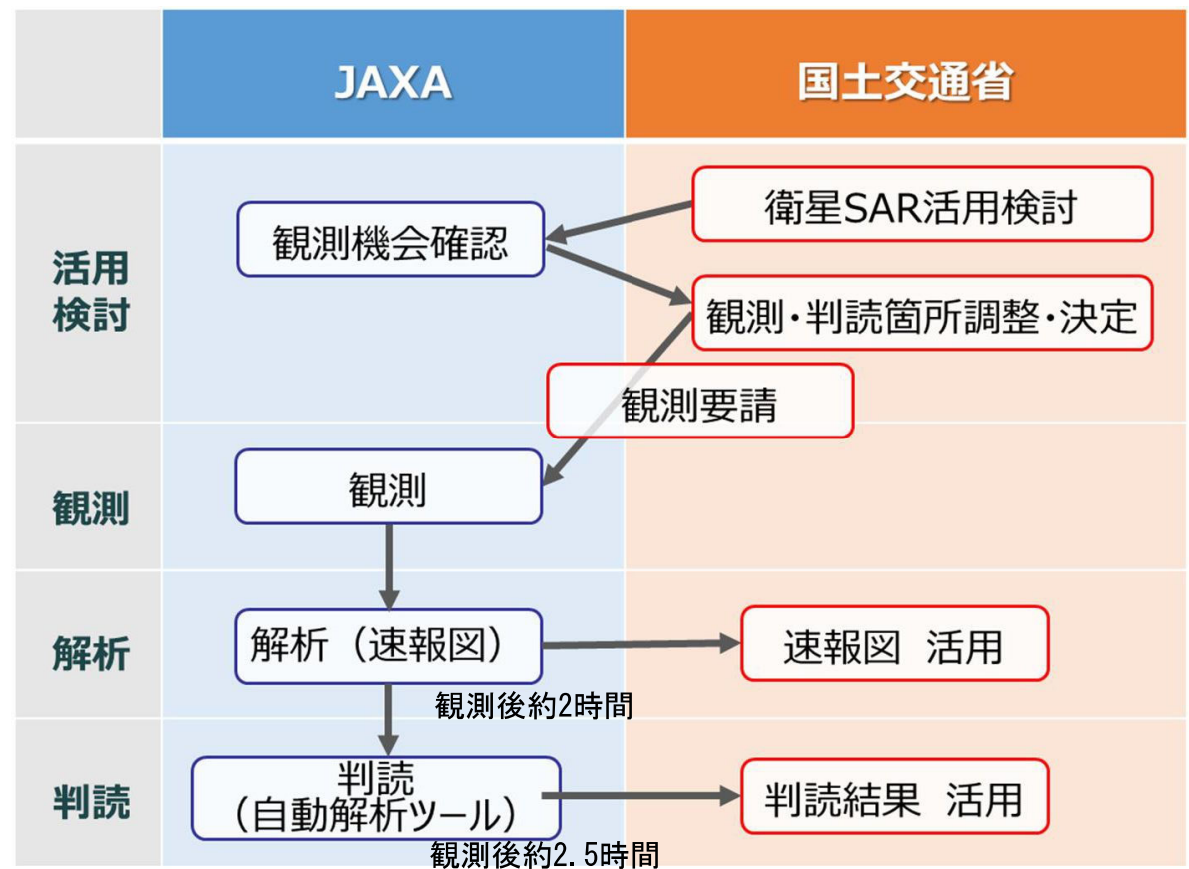 JAXA
国土交通省
活用
検討
衛星SAR活用検討
観測機会確認
観測・判読箇所調整・決定
観測要請
観測
観測
解析
解析（速報図）
速報図 活用
観測後約2時間
判読
判読
（自動解析ツール）
判読結果 活用
観測後約2.5時間